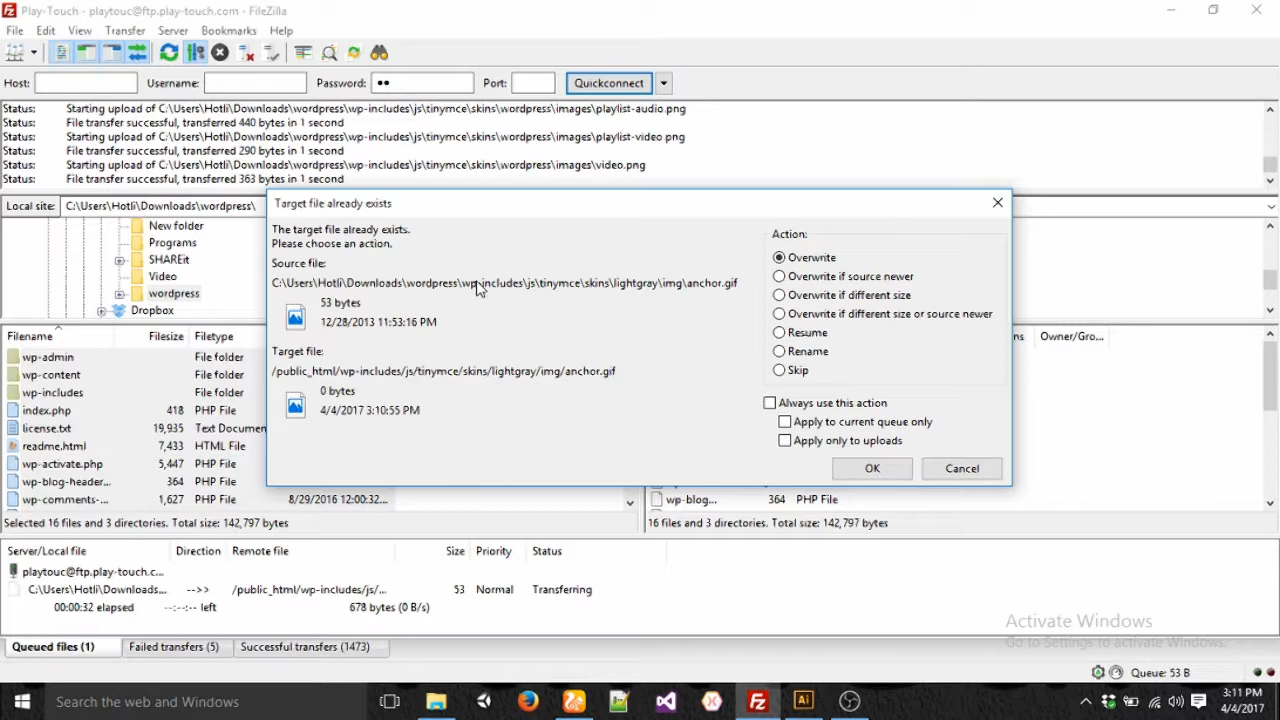 Play-Touch - playtouc@ftp.play-touch.com - FileZilla
File Edit View Transfer Server Bookmarks Help
Host: Username: Password: •• Port: Quickconnect
Status: Starting upload of C:\Users\Hotli\Downloads\wordpress\wp-includes\js\tinymce\skins\wordpress\images\playlist-audio.png
Status: File transfer successful, transferred 440 bytes in 1 second
Status: Starting upload of C:\Users\Hotli\Downloads\wordpress\wp-includes\js\tinymce\skins\wordpress\images\playlist-video.png
Status: File transfer successful, transferred 290 bytes in 1 second
Status: Starting upload of C:\Users\Hotli\Downloads\wordpress\wp-includes\js\tinymce\skins\wordpress\images\video.png
Status: File transfer successful, transferred 363 bytes in 1 second
Local site: C:\Users\Hotli\Downloads\wordpress\
New folder
Programs
SHAREit
Video
wordpress
Dropbox
Filename Filesize Filetype
wp-admin File folder
wp-content File folder
wp-includes File folder
index.php 418 PHP File
license.txt 19,935 Text Documen
readme.html 7,433 HTML File
wp-activate.php 5,447 PHP File
wp-blog-header... 364 PHP File
wp-comments-... 1,627 PHP File 8/29/2016 12:00:32...
Selected 16 files and 3 directories. Total size: 142,797 bytes
Target file already exists
The target file already exists.
Please choose an action.
Source file:
C:\Users\Hotli\Downloads\wordpress\wp-includes\js\tinymce\skins\lightgray\img\anchor.gif
53 bytes
12/28/2013 11:53:16 PM
Target file:
/public_html/wp-includes/js/tinymce/skins/lightgray/img/anchor.gif
0 bytes
4/4/2017 3:10:55 PM
Action:
Overwrite
Overwrite if source newer
Overwrite if different size
Overwrite if different size or source newer
Resume
Rename
Skip
Always use this action
Apply to current queue only
Apply only to uploads
OK Cancel
ns Owner/Gro...
wp-blog... 364 PHP File
16 files and 3 directories. Total size: 142,797 bytes
Server/Local file Direction Remote file Size Priority Status
playtouc@ftp.play-touch.c...
C:\Users\Hotli\Downloads... -->> /public_html/wp-includes/js/... 53 Normal Transferring
00:00:32 elapsed --:--:-- left 678 bytes (0 B/s)
Activate Windows
Go to Settings to activate Windows.
Queued files (1) Failed transfers (5) Successful transfers (1473)
Queue: 53 B
Search the web and Windows
3:11 PM
4/4/2017